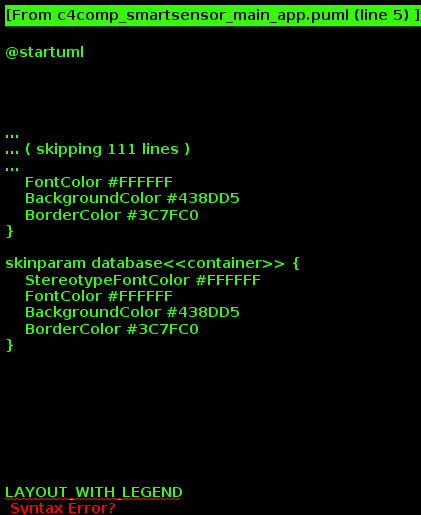 [From c4comp_smartsensor_main_app.puml (line 5) ]
@startuml
...
... ( skipping 111 lines )
...
FontColor #FFFFFF
BackgroundColor #438DD5
BorderColor #3C7FC0
}
skinparam database<<container>> {
StereotypeFontColor #FFFFFF
FontColor #FFFFFF
BackgroundColor #438DD5
BorderColor #3C7FC0
}
LAYOUT_WITH_LEGEND
Syntax Error?